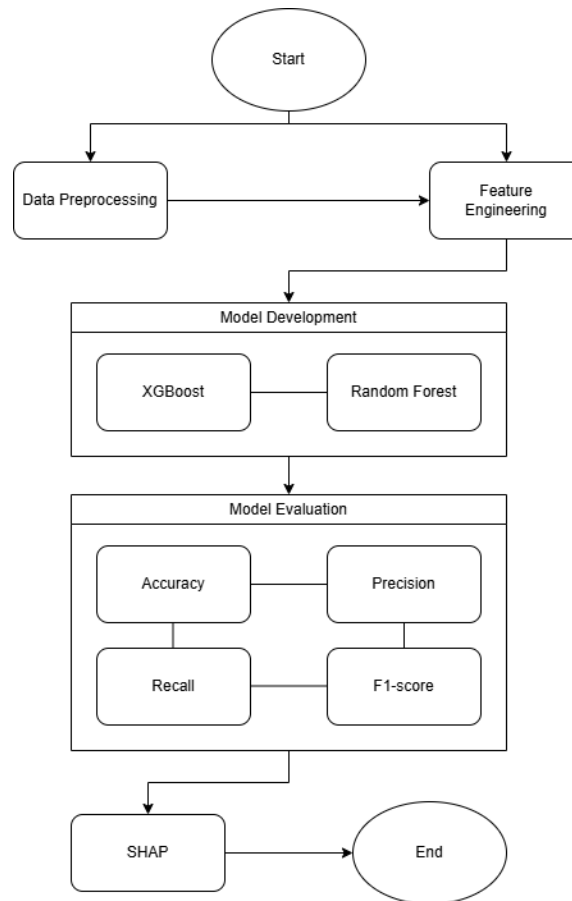 Start
Data Preprocessing
Feature
Engineering
Model Development
XGBoost
Random Forest
Model Evaluation
Accuracy
Precision
Recall
F1-score
SHAP
End